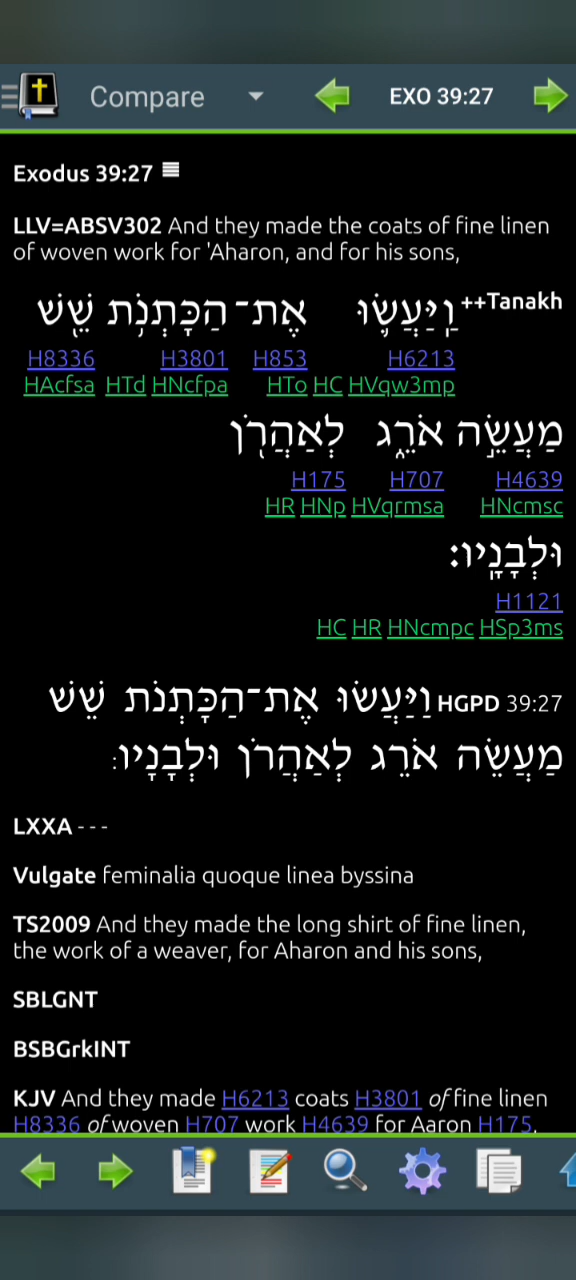 Compare
EXO 39:27
Exodus 39:27
LLV=ABSV302 And they made the coats of fine linen
of woven work for 'Aharon, and for his sons,
++Tanakh וַֽיַּעֲשׂ֛וּ אֶת־הַכָּתְנֹ֥ת שֵׁ֖שׁ
H6213 H853 H3801 H8336
HTo HC HVqw3mp HTd HNcfpa HAcfsa
מַעֲשֵׂ֣ה אֹרֵ֑ג לְאַהֲרֹ֖ן
H4639 H707 H175
HNcmsc HVqrmsa HR HNp
וּלְבָנָֽיו׃
H1121
HC HR HNcmpc HSp3ms
HGPD 39:27 וַיַּעֲשׂוּ אֶת־הַכָּתְנֹת שֵׁשׁ
מַעֲשֵׂה אֹרֵג לְאַהֲרֹן וּלְבָנָיו׃
LXXA - - -
Vulgate feminalia quoque linea byssina
TS2009 And they made the long shirt of fine linen,
the work of a weaver, for Aharon and his sons,
SBLGNT
BSBGrkINT
KJV And they made H6213 coats H3801 of fine linen
H8336 of woven H707 work H4639 for Aaron H175,